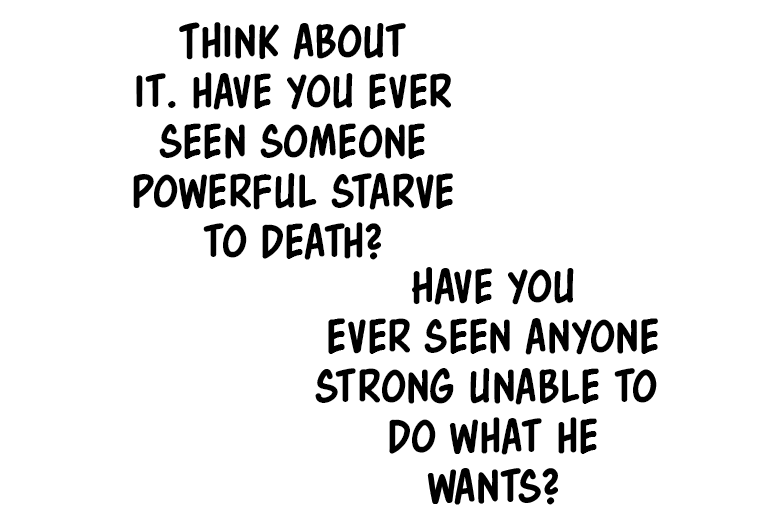 THINK ABOUT
IT. HAVE YOU EVER
SEEN SOMEONE
POWERFUL STARVE
TO DEATH?
HAVE YOU
EVER SEEN ANYONE
STRONG UNABLE TO
DO WHAT HE
WANTS?